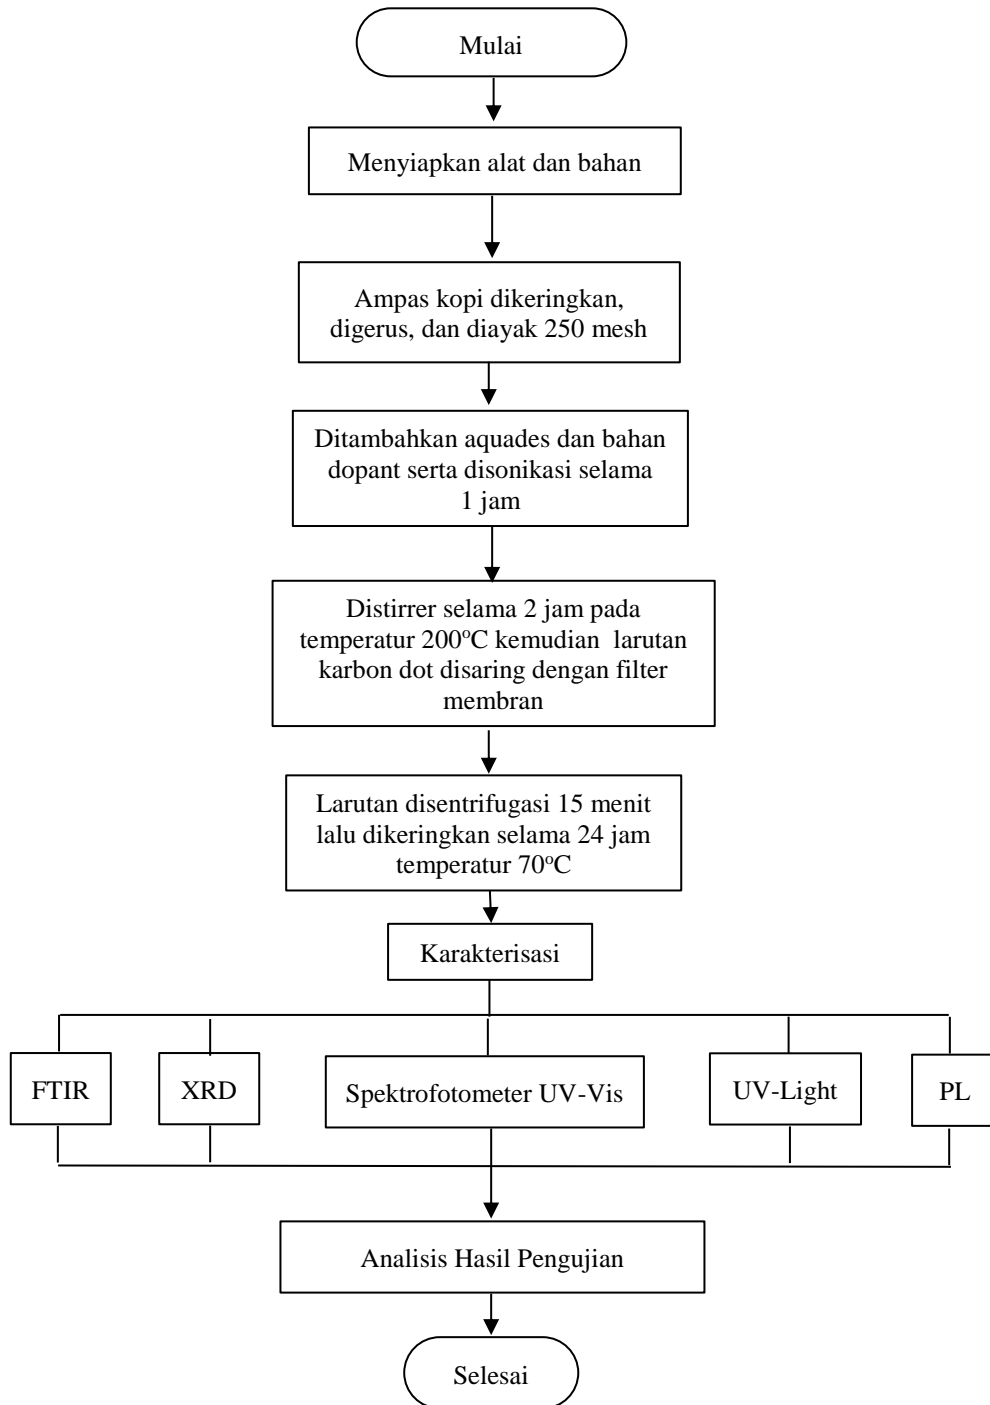 Mulai
Menyiapkan alat dan bahan
Ampas kopi dikeringkan,
digerus, dan diayak 250 mesh
Ditambahkan aquades dan bahan
dopant serta disonikasi selama
1 jam
Distirrer selama 2 jam pada
temperatur 200°C kemudian larutan
karbon dot disaring dengan filter
membran
Larutan disentrifugasi 15 menit
lalu dikeringkan selama 24 jam
temperatur 70°C
Karakterisasi
FTIR
XRD
Spektrofotometer UV-Vis
UV-Light
PL
Analisis Hasil Pengujian
Selesai